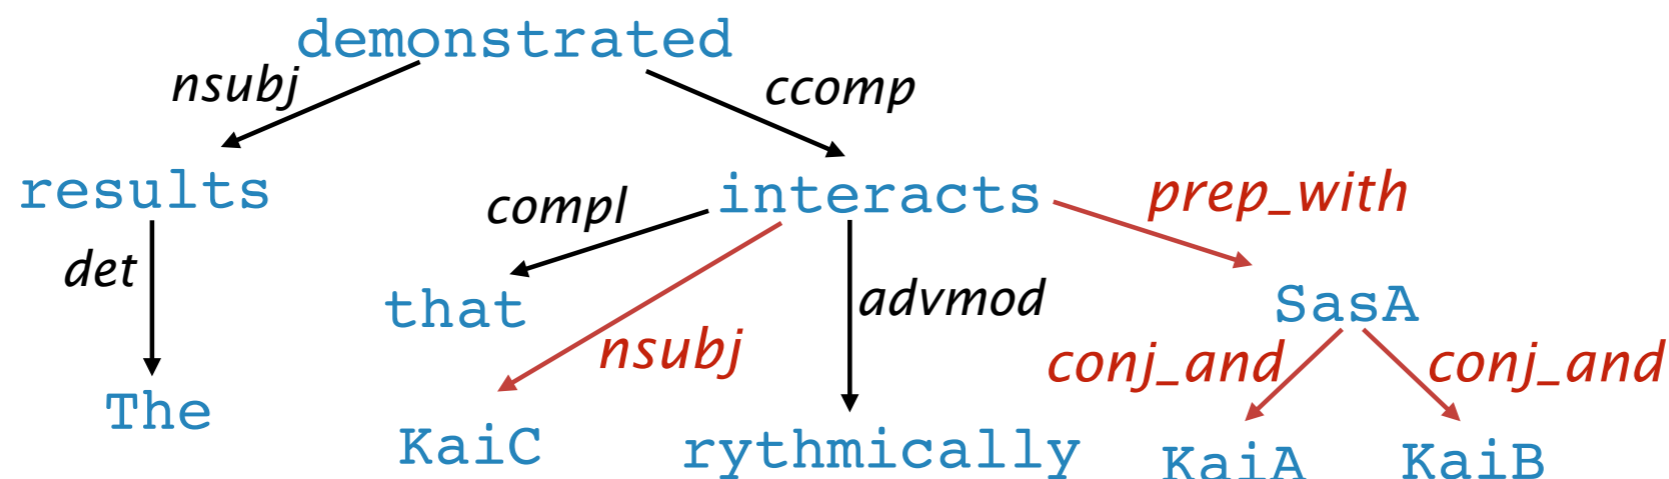 demonstrated
nsubj
ccomp
results
interacts
prep_with
compl
det
that
advmod
SasA
nsubj
conj_and
conj_and
The
KaiC
rythmically
KaiA
KaiB